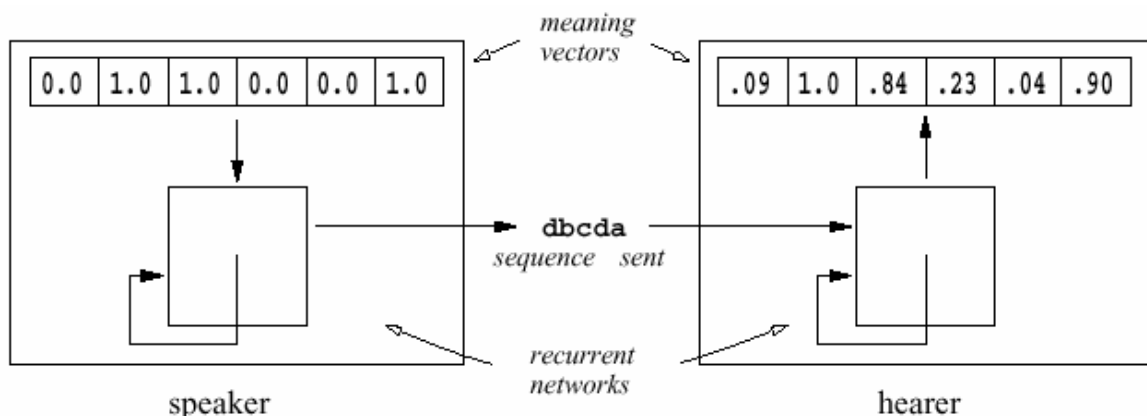 meaning
vectors
0.0 1.0 1.0 0.0 0.0 1.0
.09 1.0 .84 .23 .04 .90
dbcda
sequence sent
recurrent
networks
speaker
hearer